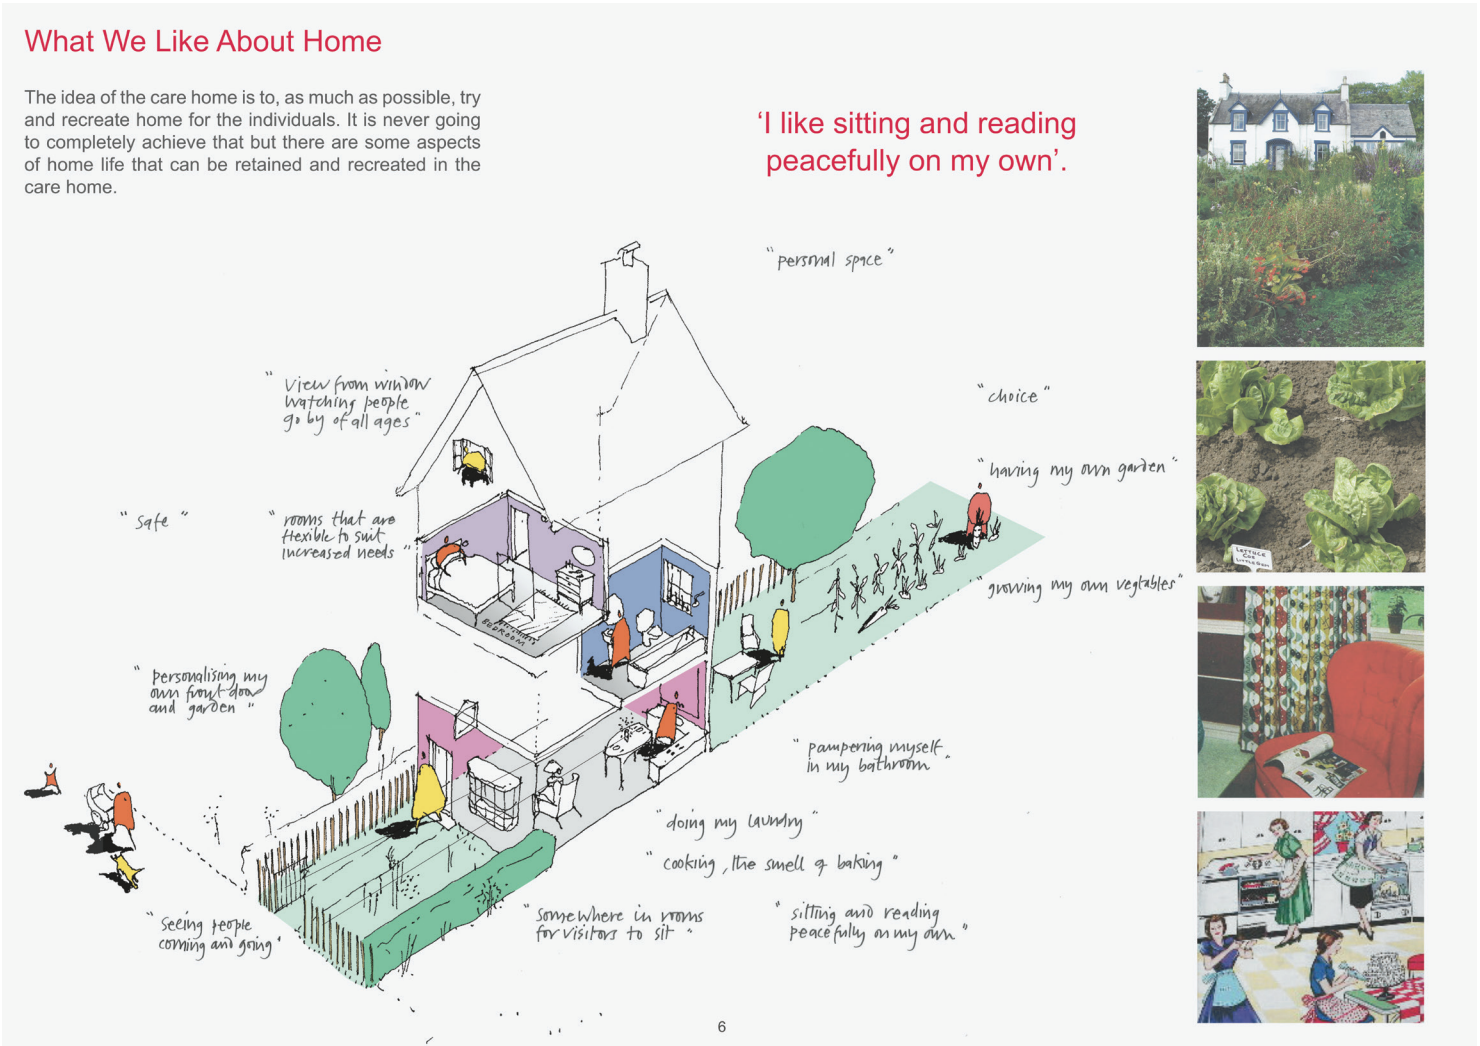 What We Like About Home
The idea of the care home is to, as much as possible, try
and recreate home for the individuals. It is never going
to completely achieve that but there are some aspects
of home life that can be retained and recreated in the
care home.
‘I like sitting and reading
peacefully on my own’.
"personal space"
"view from window
watching people
go by of all ages"
"choice"
"having my own garden"
"safe"
"rooms that are
flexible to suit
increased needs"
BEDROOM
"growing my own vegtables"
"personalising my
own front door
and garden"
"pampering myself
in my bathroom"
"doing my laundry"
"cooking, the smell of baking"
"seeing people
coming and going"
"somewhere in rooms
for visitors to sit"
"sitting and reading
peacefully on my own"
LETTUCE
COS
6